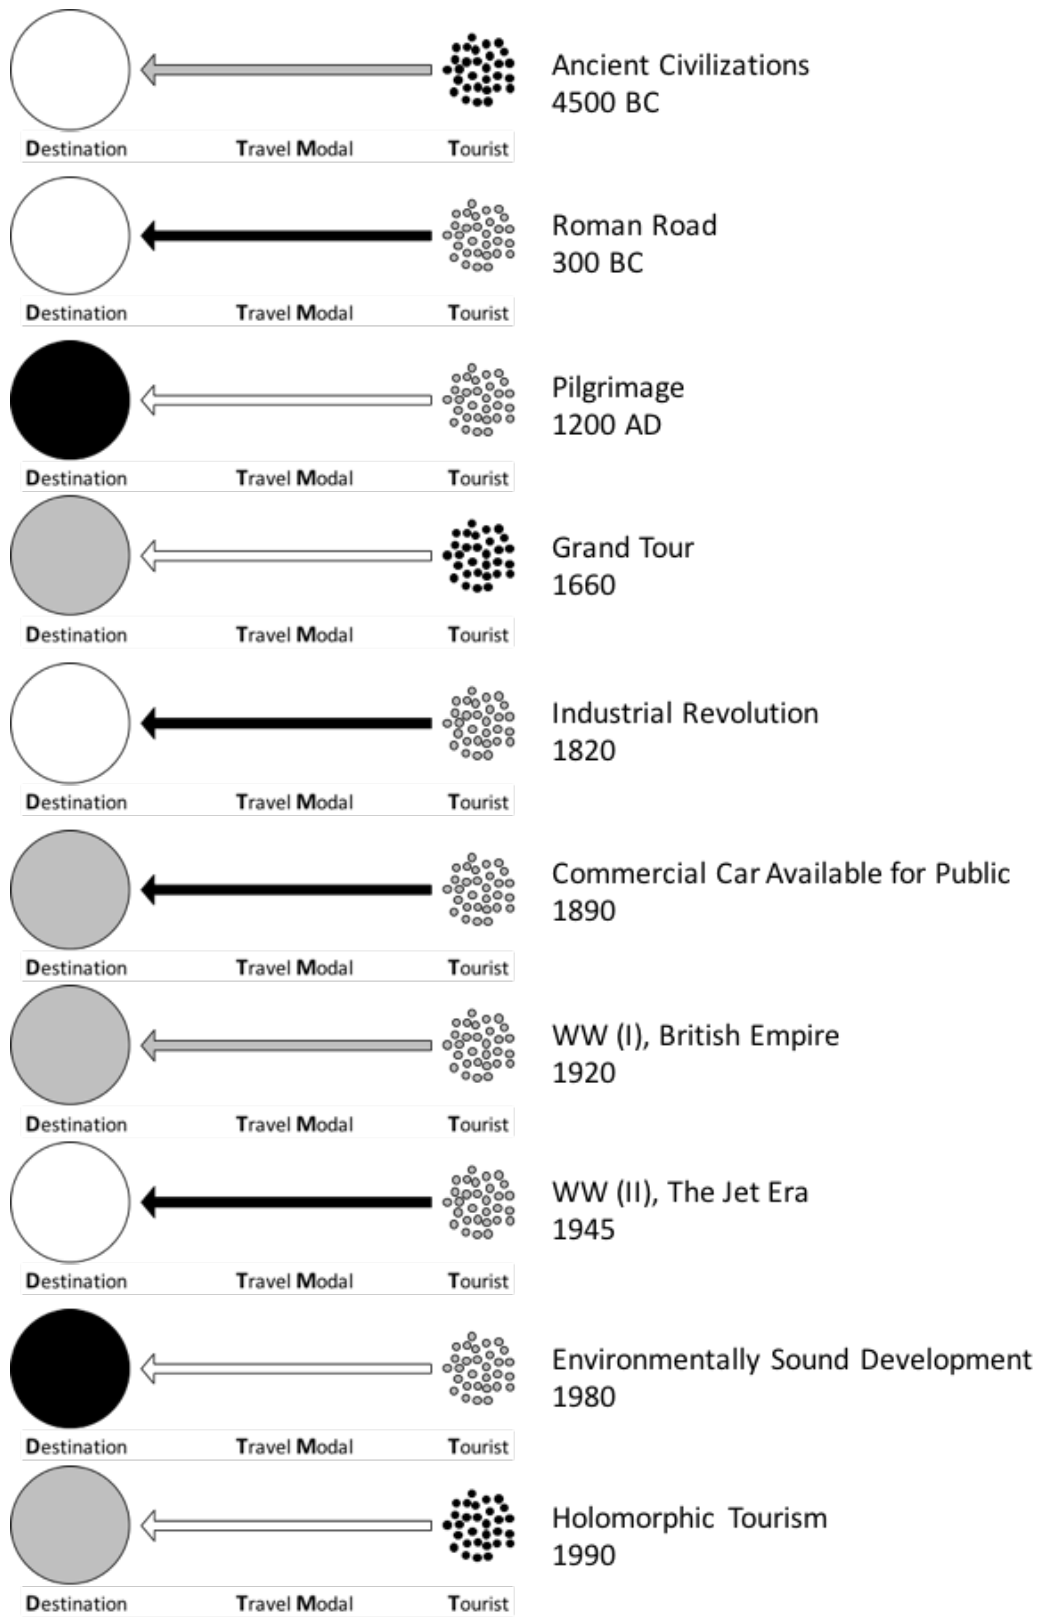 Ancient Civilizations
4500 BC
Destination Travel Modal Tourist
Roman Road
300 BC
Destination Travel Modal Tourist
Pilgrimage
1200 AD
Destination Travel Modal Tourist
Grand Tour
1660
Destination Travel Modal Tourist
Industrial Revolution
1820
Destination Travel Modal Tourist
Commercial Car Available for Public
1890
Destination Travel Modal Tourist
WW (I), British Empire
1920
Destination Travel Modal Tourist
WW (II), The Jet Era
1945
Destination Travel Modal Tourist
Environmentally Sound Development
1980
Destination Travel Modal Tourist
Holomorphic Tourism
1990
Destination Travel Modal Tourist